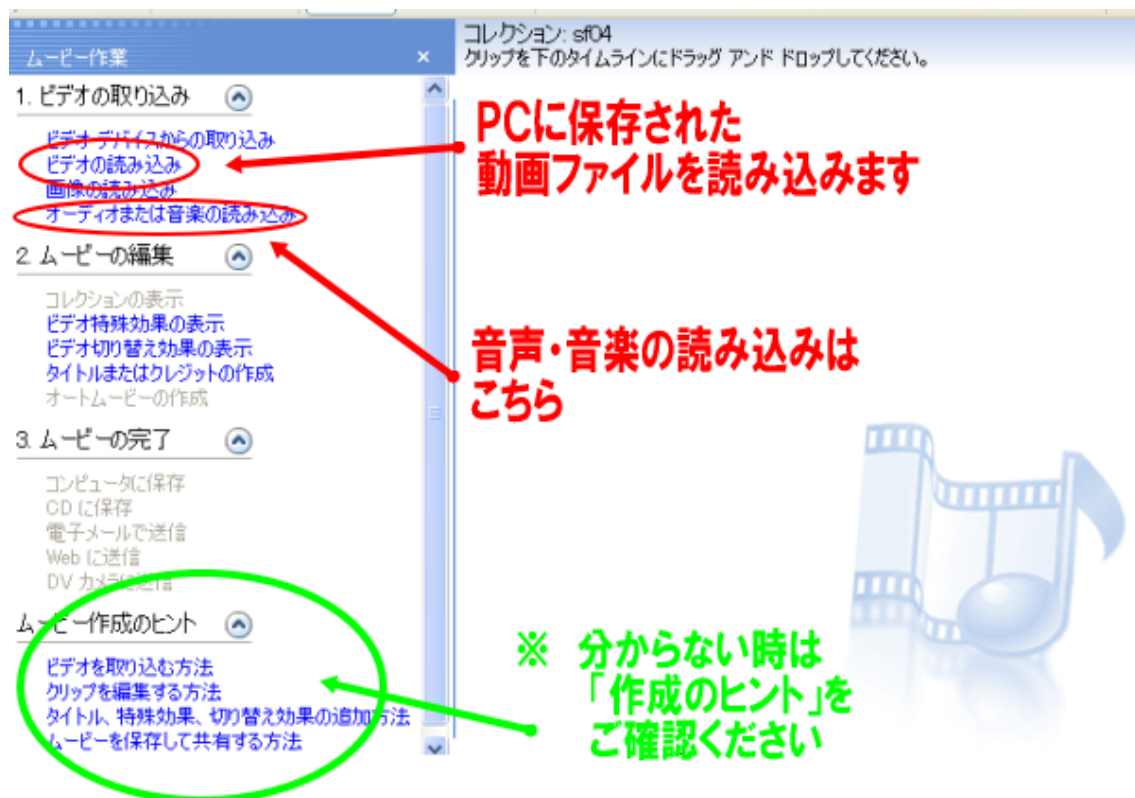 コレクション: sf04
クリップを下のタイムラインにドラッグ アンド ドロップしてください。
ムービー作業
1. ビデオの取り込み
ビデオ デバイスからの取り込み
ビデオの読み込み
画像の読み込み
オーディオまたは音楽の読み込み
PCに保存された
動画ファイルを読み込みます
2. ムービーの編集
コレクションの表示
ビデオ特殊効果の表示
ビデオ切り替え効果の表示
タイトルまたはクレジットの作成
オートムービーの作成
音声・音楽の読み込みは
こちら
3. ムービーの完了
コンピュータに保存
CD に保存
電子メールで送信
Web に送信
DV カメラに送信
ムービー作成のヒント
ビデオを取り込む方法
クリップを編集する方法
タイトル、特殊効果、切り替え効果の追加方法
ムービーを保存して共有する方法
※ 分からない時は
「作成のヒント」を
ご確認ください